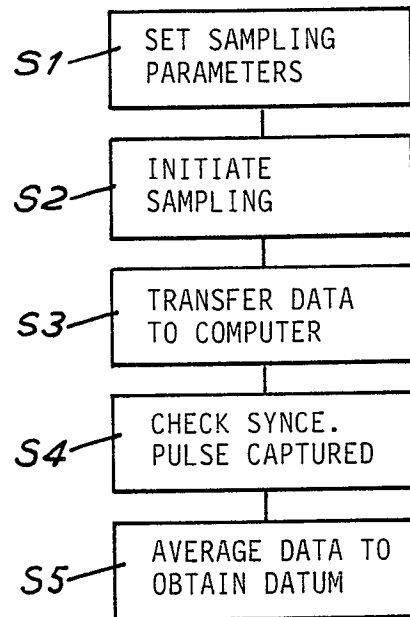 S1
SET SAMPLING
PARAMETERS
S2
INITIATE
SAMPLING
S3
TRANSFER DATA
TO COMPUTER
S4
CHECK SYNCE.
PULSE CAPTURED
S5
AVERAGE DATA TO
OBTAIN DATUM